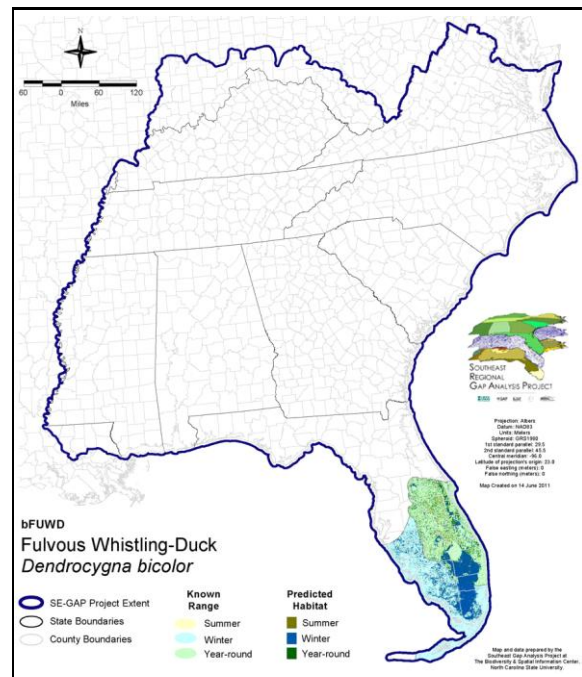 60 0 60 120
Miles
SOUTHEAST
REGIONAL
GAP ANALYSIS PROJECT
Projection: Albers
Datum: NAD83
Units: Meters
Spheroid: GRS1980
1st standard parallel: 29.5
2nd standard parallel: 45.5
Central meridian: -96.0
Latitude of projection's origin: 23.0
False easting (meters): 0
False northing (meters): 0
Map Created on 14 June 2011
bFUWD
Fulvous Whistling-Duck
Dendrocygna bicolor
SE-GAP Project Extent
State Boundaries
County Boundaries
Known
Range
Summer
Winter
Year-round
Predicted
Habitat
Summer
Winter
Year-round
Map and data prepared by the
Southeast Gap Analysis Project at
The Biodiversity & Spatial Information Center,
North Carolina State University.